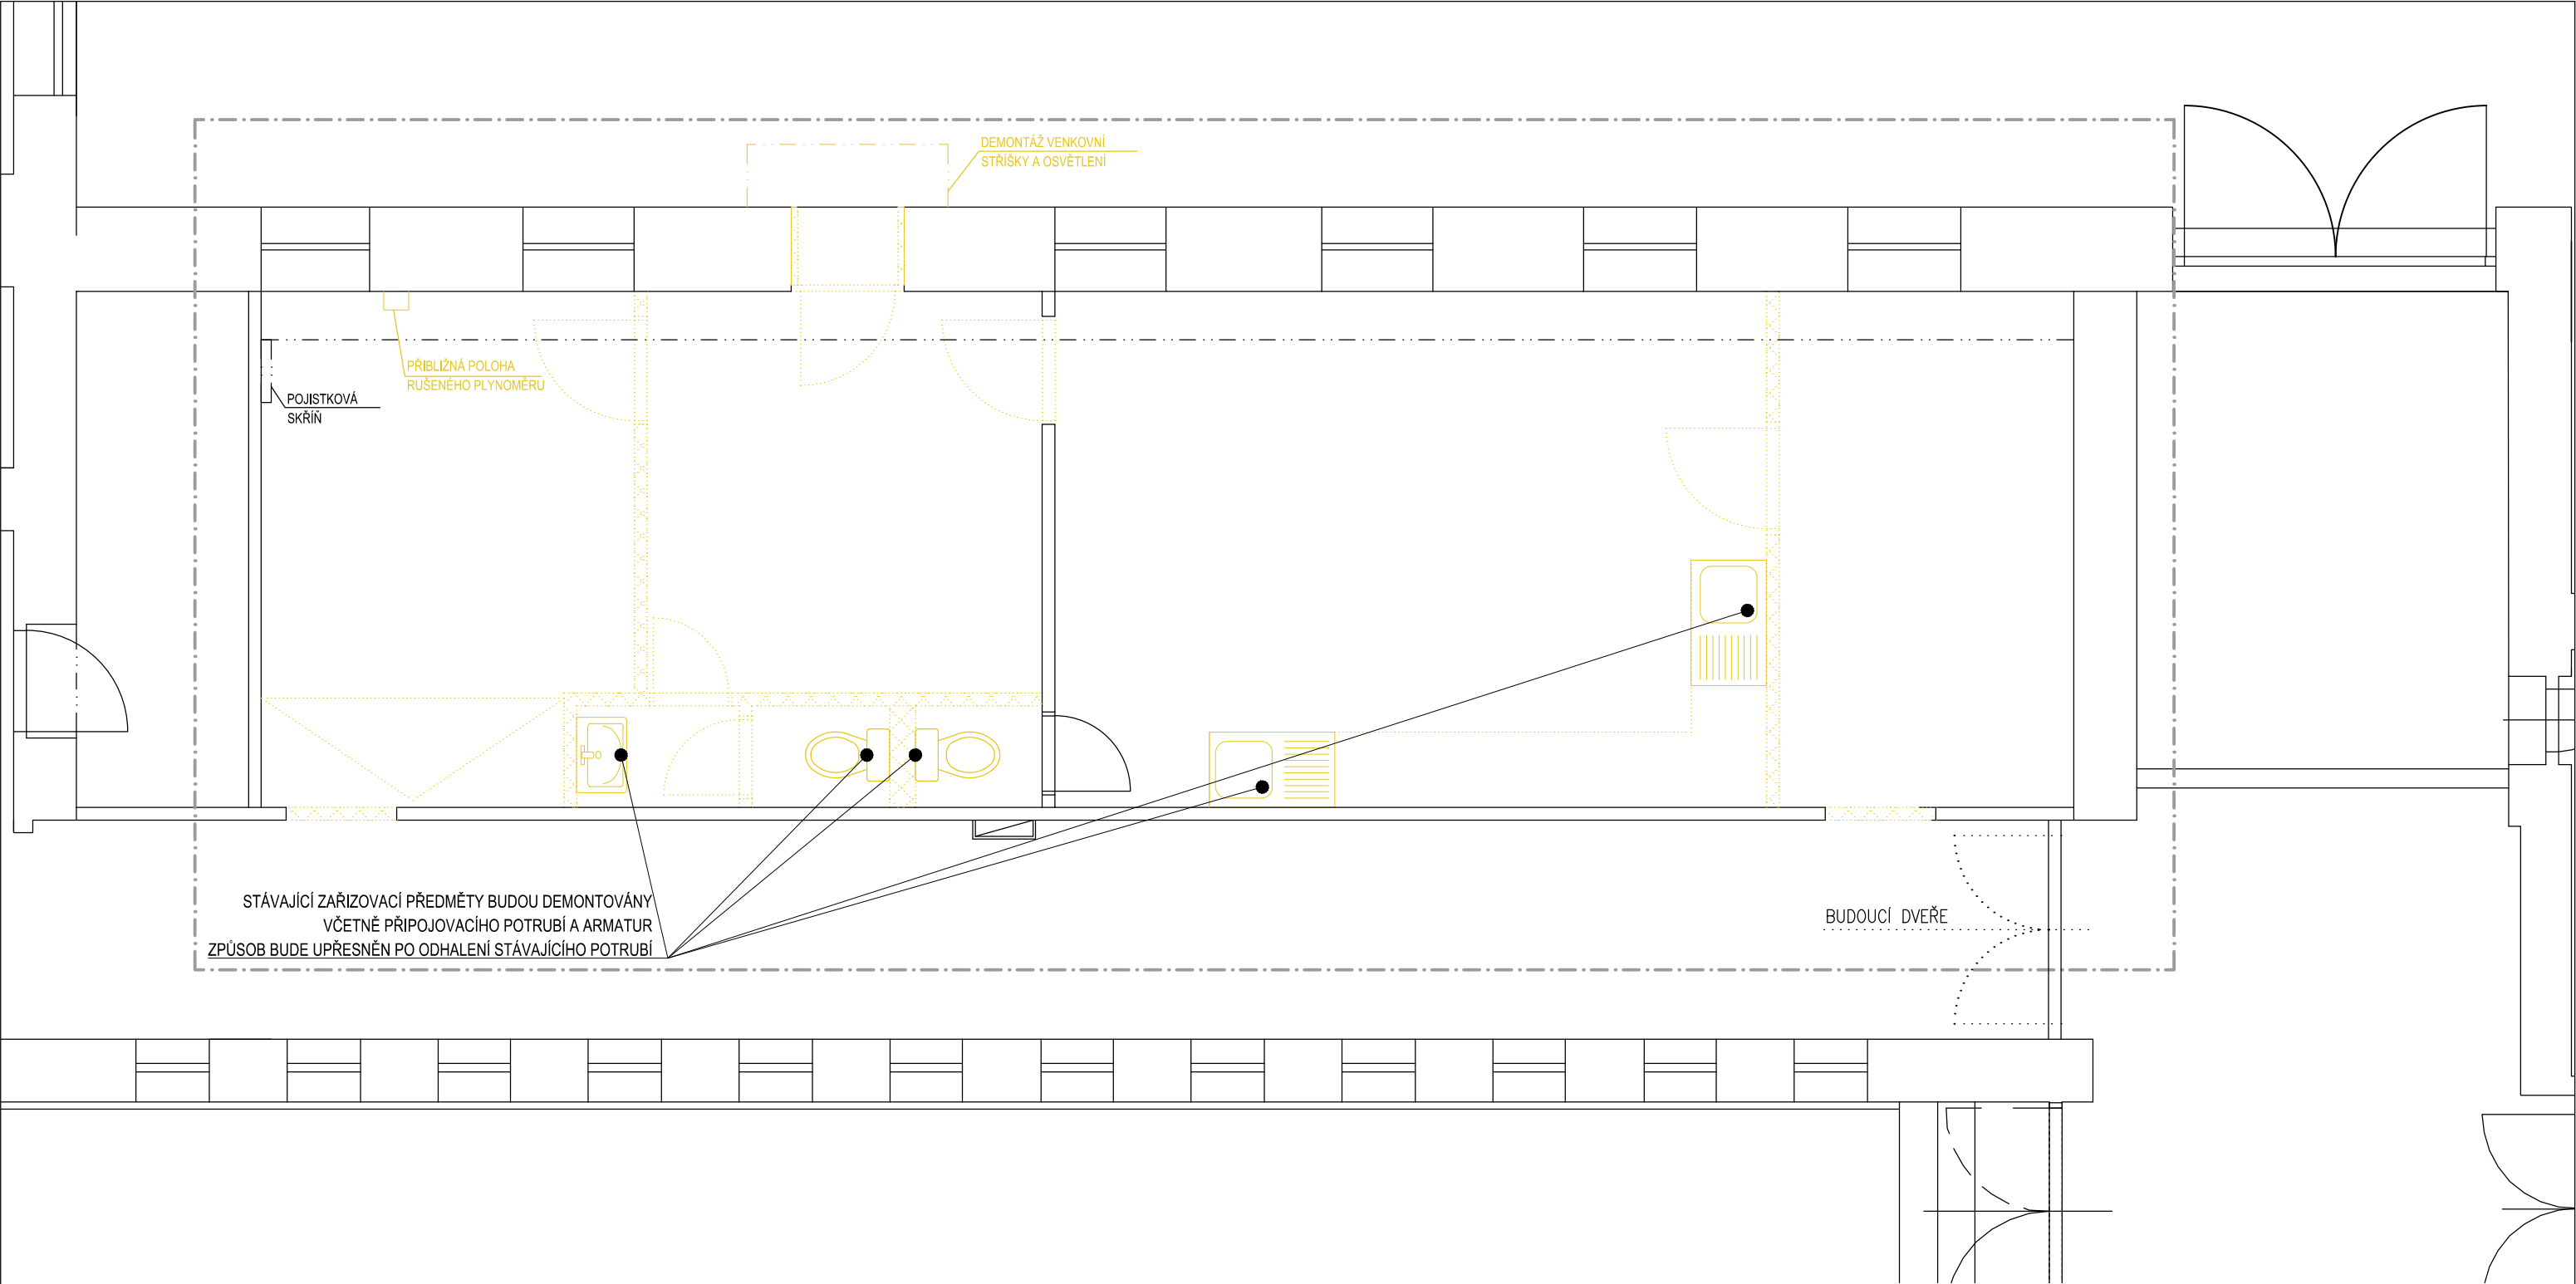 DEMONTÁŽ VENKOVNÍ
STŘÍŠKY A OSVĚTLENÍ
PŘIBLIŽNÁ POLOHA
RUŠENÉHO PLYNOMĚRU
POJISTKOVÁ
SKŘÍŇ
STÁVAJÍCÍ ZAŘIZOVACÍ PŘEDMĚTY BUDOU DEMONTOVÁNY
VČETNĚ PŘIPOJOVACÍHO POTRUBÍ A ARMATUR
ZPŮSOB BUDE UPŘESNĚN PO ODHALENÍ STÁVAJÍCÍHO POTRUBÍ
BUDOUCÍ DVEŘE